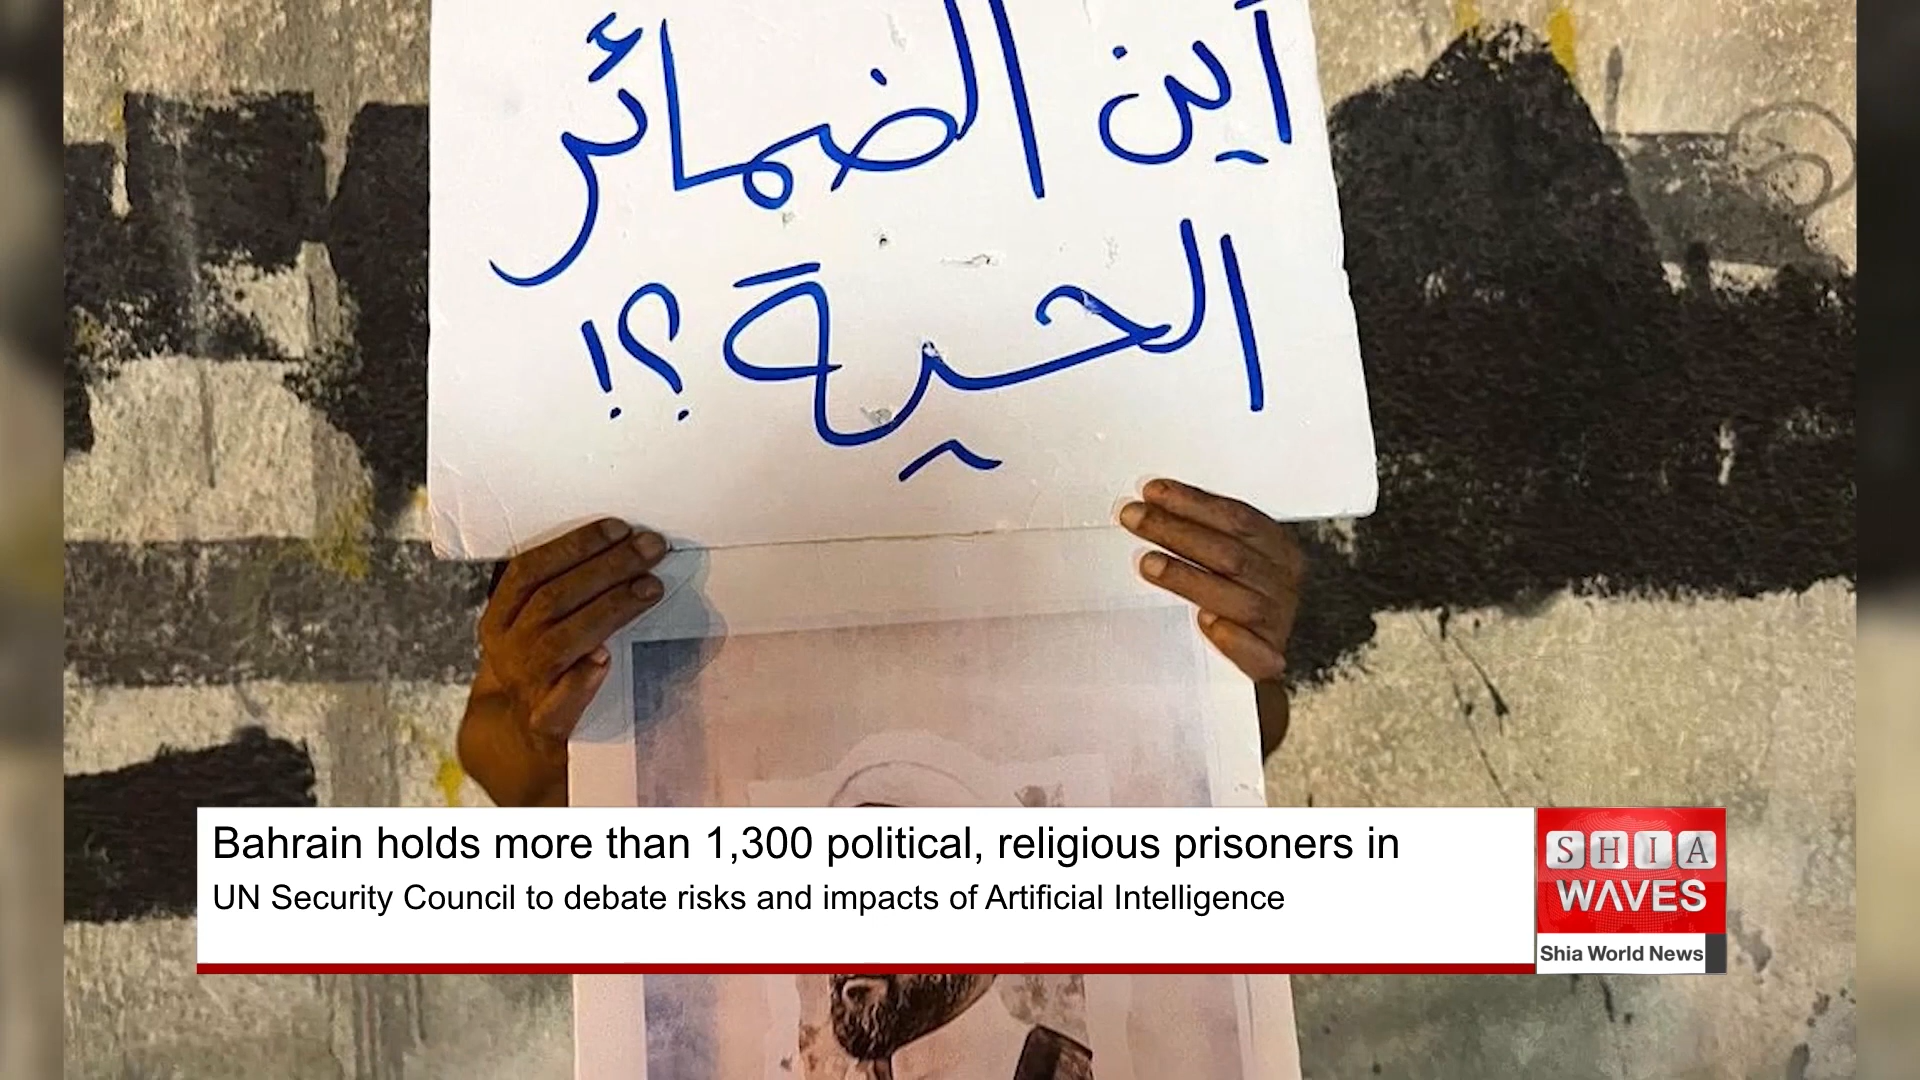 أين الضمائر
الحية ؟!
Bahrain holds more than 1,300 political, religious prisoners in
UN Security Council to debate risks and impacts of Artificial Intelligence
SHIA
WAVES
Shia World News